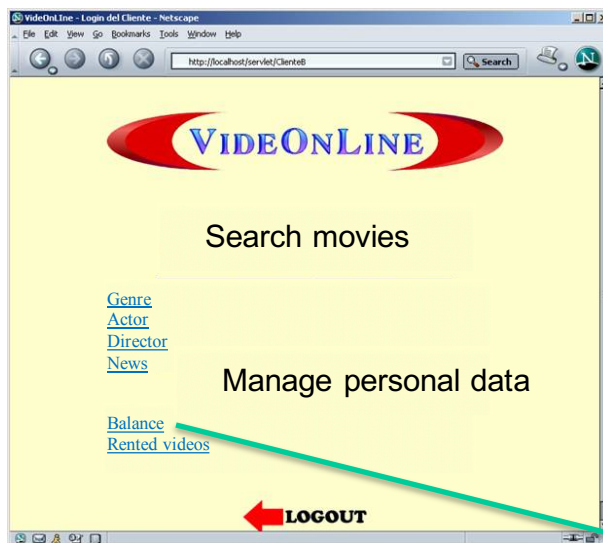 VideOnLIne - Login del Cliente - Netscape
File Edit View Go Bookmarks Tools Window Help
http://localhost/servlet/ClienteB Search
VIDEONLINE
Search movies
Genre
Actor
Director
News
Manage personal data
Balance
Rented videos
LOGOUT